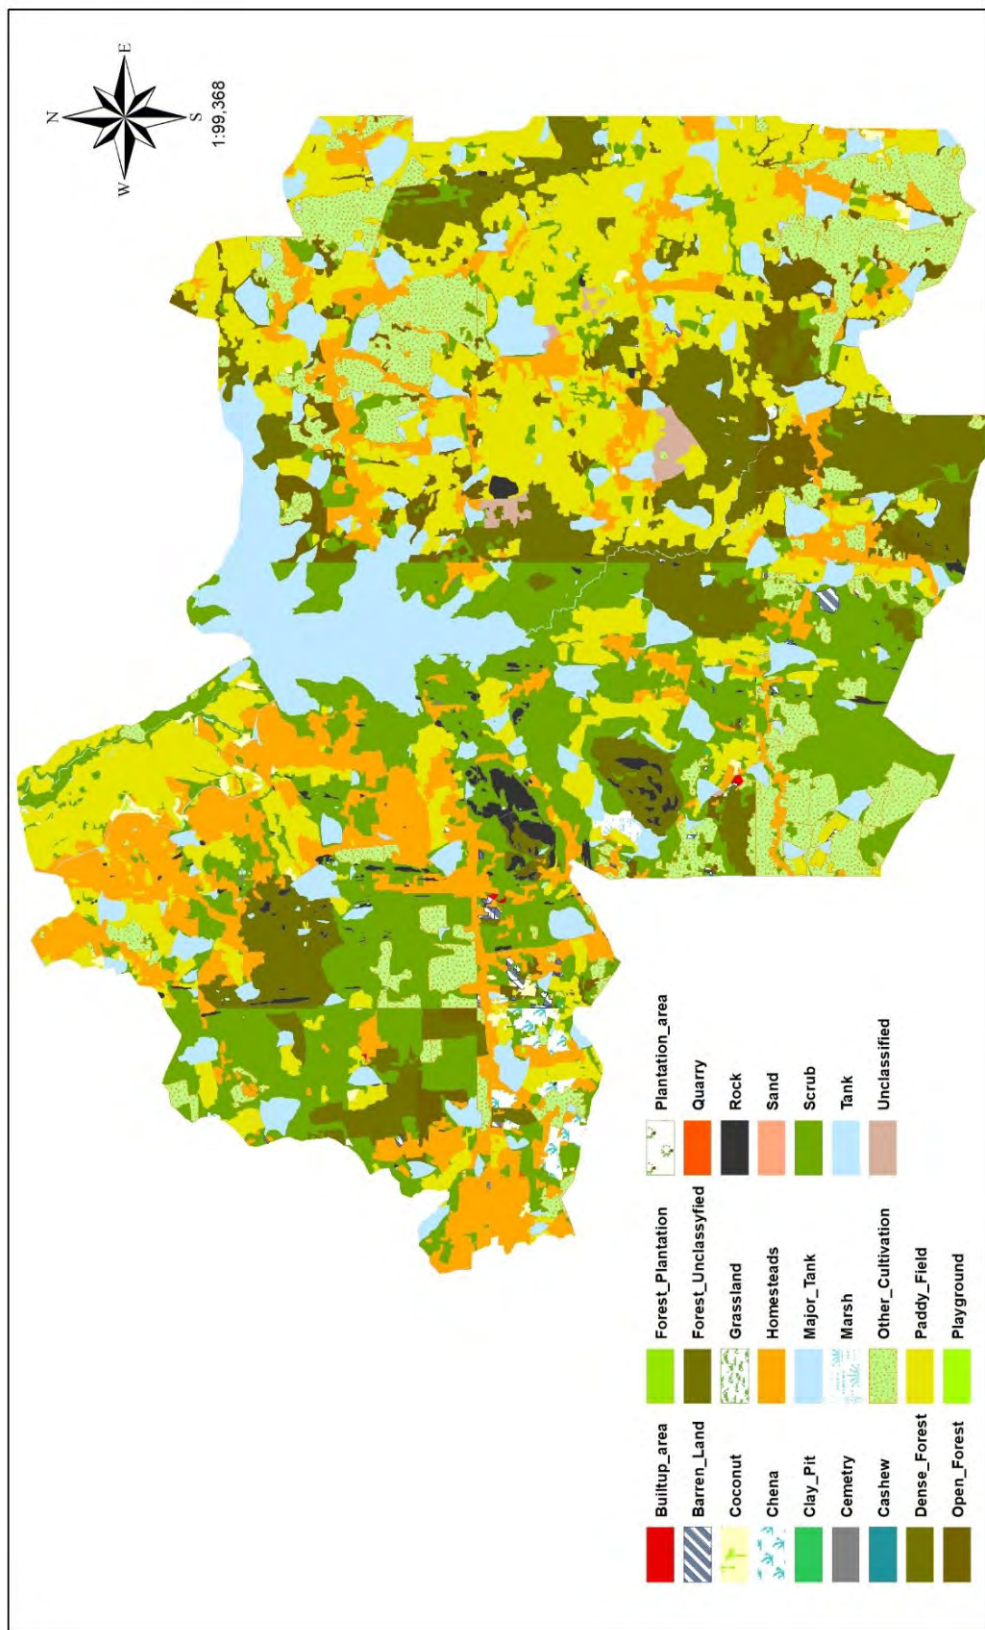 N
E
W
S
1:99,368
Builtup_area
Barren_Land
Coconut
Chena
Clay_Pit
Cemetry
Cashew
Dense_Forest
Open_Forest
Forest_Plantation
Forest_Unclassyfied
Grassland
Homesteads
Major_Tank
Marsh
Other_Cultivation
Paddy_Field
Playground
Plantation_area
Quarry
Rock
Sand
Scrub
Tank
Unclassified